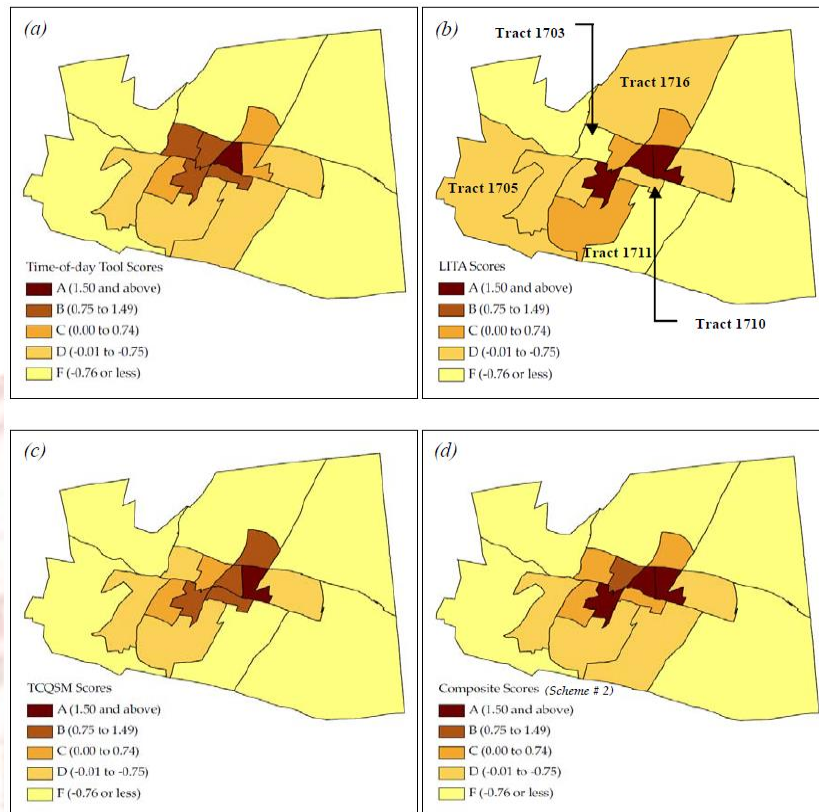 (a)
Time-of-day Tool Scores
A (1.50 and above)
B (0.75 to 1.49)
C (0.00 to 0.74)
D (-0.01 to -0.75)
F (-0.76 or less)
(b)
Tract 1703
Tract 1716
Tract 1705
Tract 1711
Tract 1710
LITA Scores
A (1.50 and above)
B (0.75 to 1.49)
C (0.00 to 0.74)
D (-0.01 to -0.75)
F (-0.76 or less)
(c)
TCQSM Scores
A (1.50 and above)
B (0.75 to 1.49)
C (0.00 to 0.74)
D (-0.01 to -0.75)
F (-0.76 or less)
(d)
Composite Scores (Scheme # 2)
A (1.50 and above)
B (0.75 to 1.49)
C (0.00 to 0.74)
D (-0.01 to -0.75)
F (-0.76 or less)